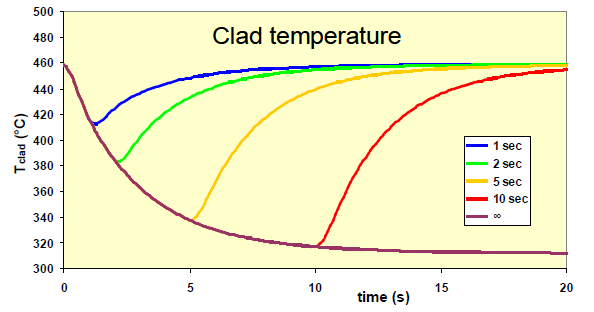 Clad temperature
500
480
460
440
420
400
380
360
340
320
300
T clad (°C)
0
5
10
15
20
time (s)
1 sec
2 sec
5 sec
10 sec
∞